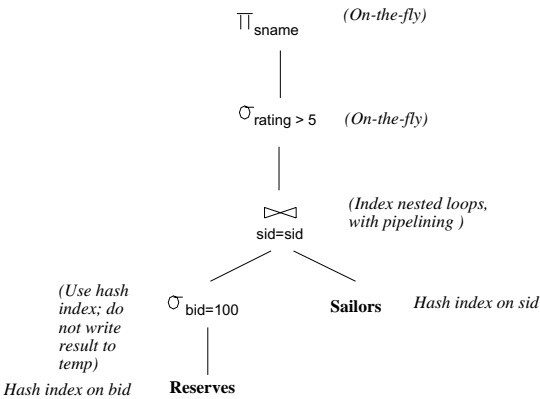 ∏ sname (On-the-fly)
σ rating > 5 (On-the-fly)
(Index nested loops,
with pipelining )
⋈
sid=sid
(Use hash
index; do
not write
result to
temp)
σ bid=100
Sailors Hash index on sid
Hash index on bid Reserves